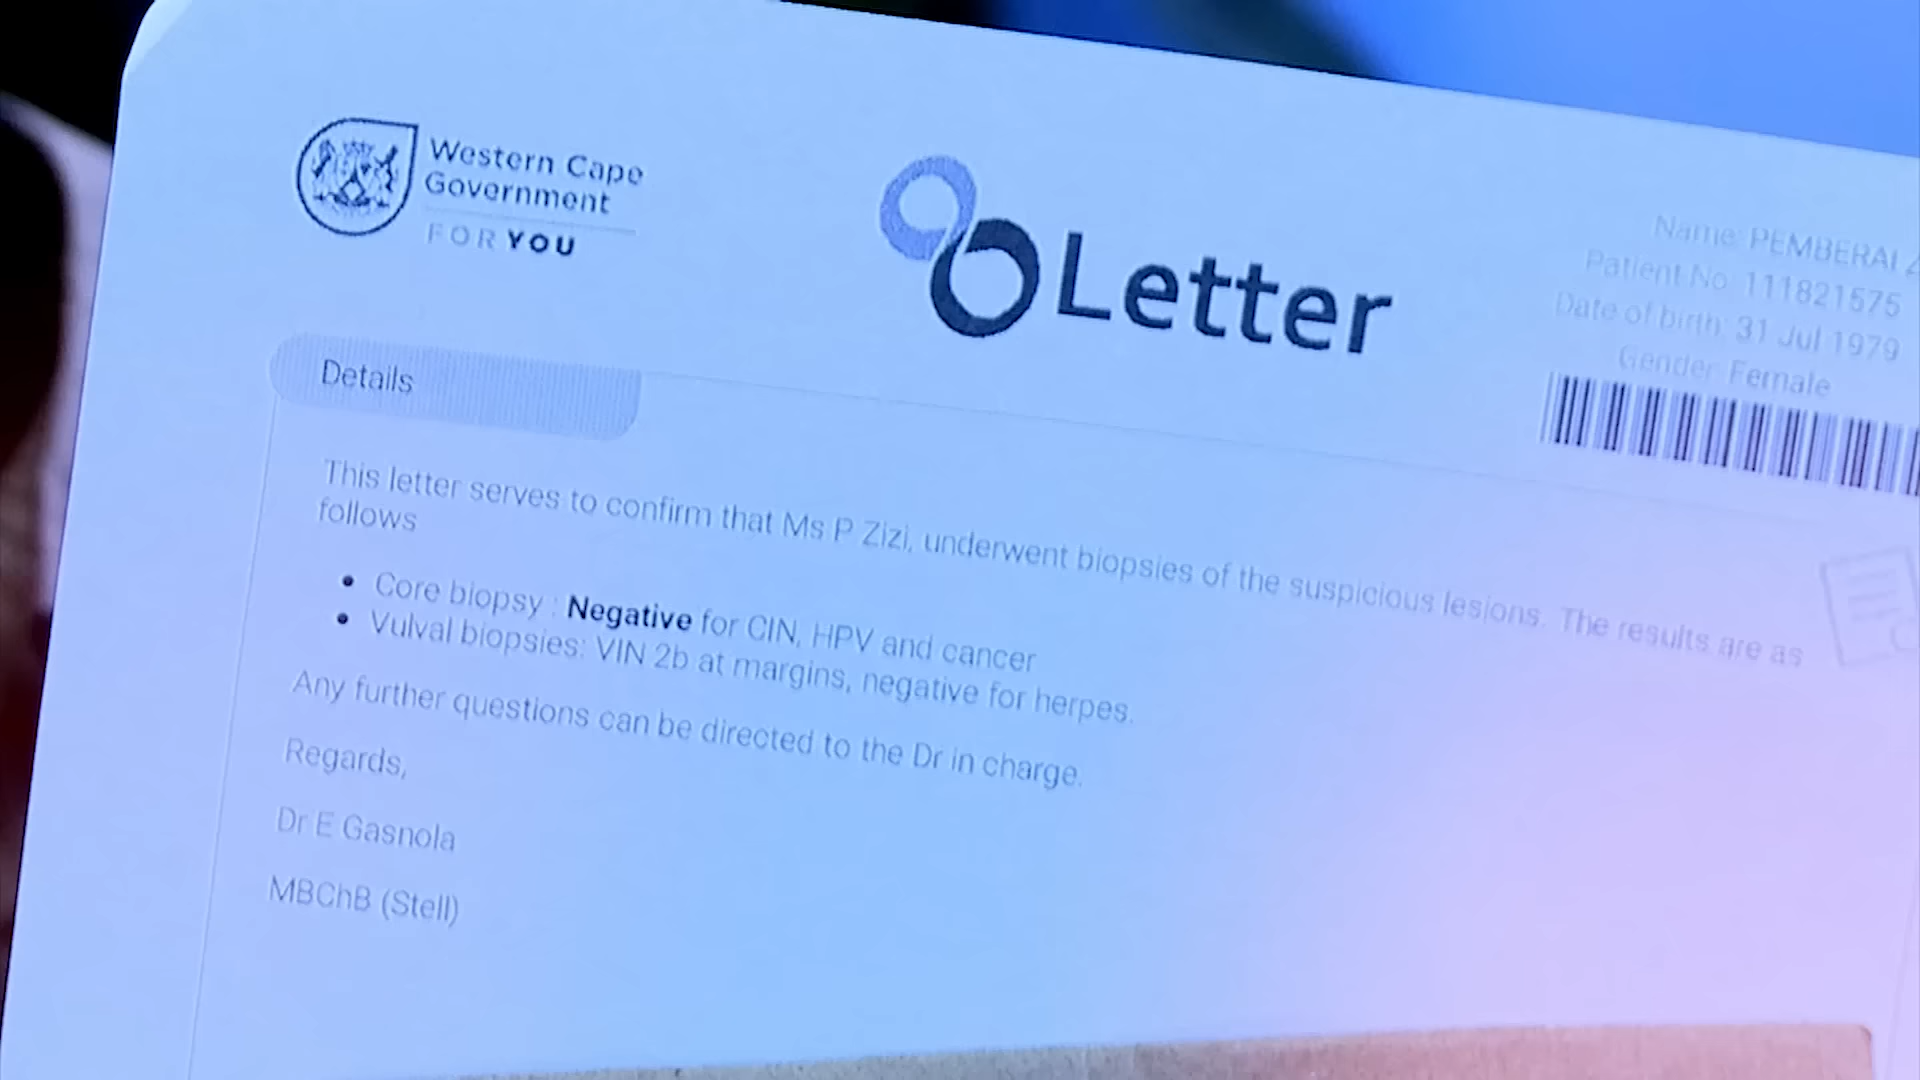 Western Cape
Government
FOR YOU
Letter
Name: PEMBERAI
Patient No: 111821575
Date of birth: 31 Jul 1979
Gender: Female
Details
This letter serves to confirm that Ms P Zizi, underwent biopsies of the suspicious lesions. The results are as
follows
• Core biopsy : Negative for CIN, HPV and cancer
• Vulval biopsies: VIN 2b at margins, negative for herpes.
Any further questions can be directed to the Dr in charge.
Regards,
Dr E Gasnola
MBChB (Stell)